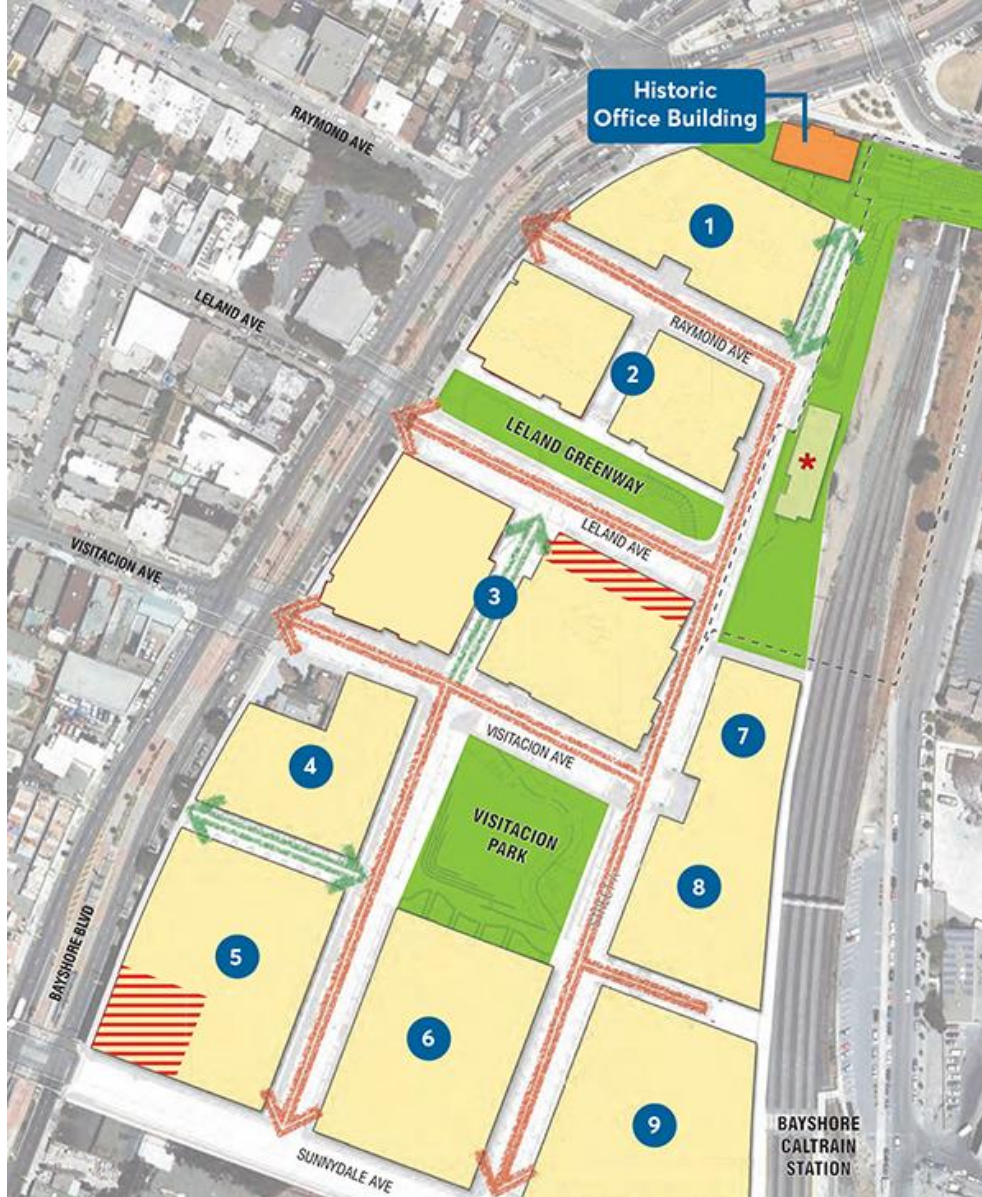 Historic
Office Building
RAYMOND AVE
1
LELAND AVE
RAYMOND AVE
2
LELAND GREENWAY
*
VISITACION AVE
LELAND AVE
3
VISITACION AVE
7
4
VISITACION
PARK
8
BAYSHORE BLVD
5
6
9
BAYSHORE
CALTRAIN
STATION
SUNNYDALE AVE